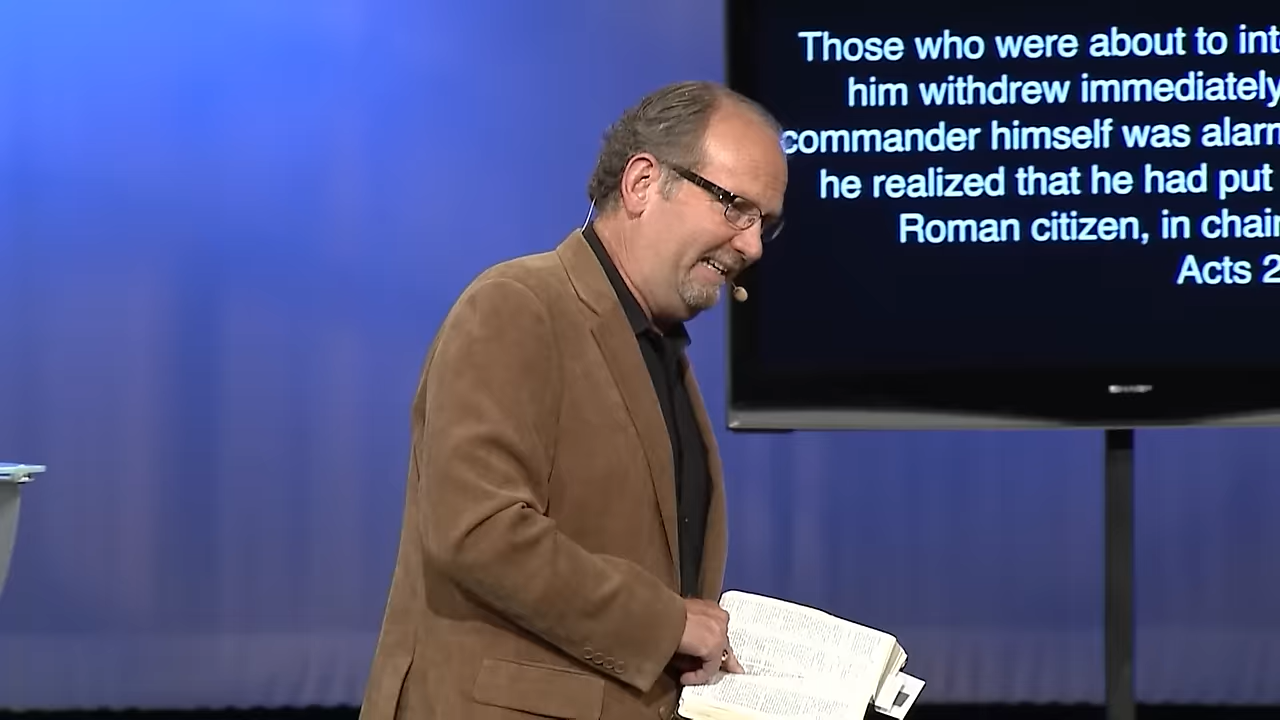 Those who were about to int
him withdrew immediately
commander himself was alarm
he realized that he had put
Roman citizen, in chai
Acts 2
SHARP